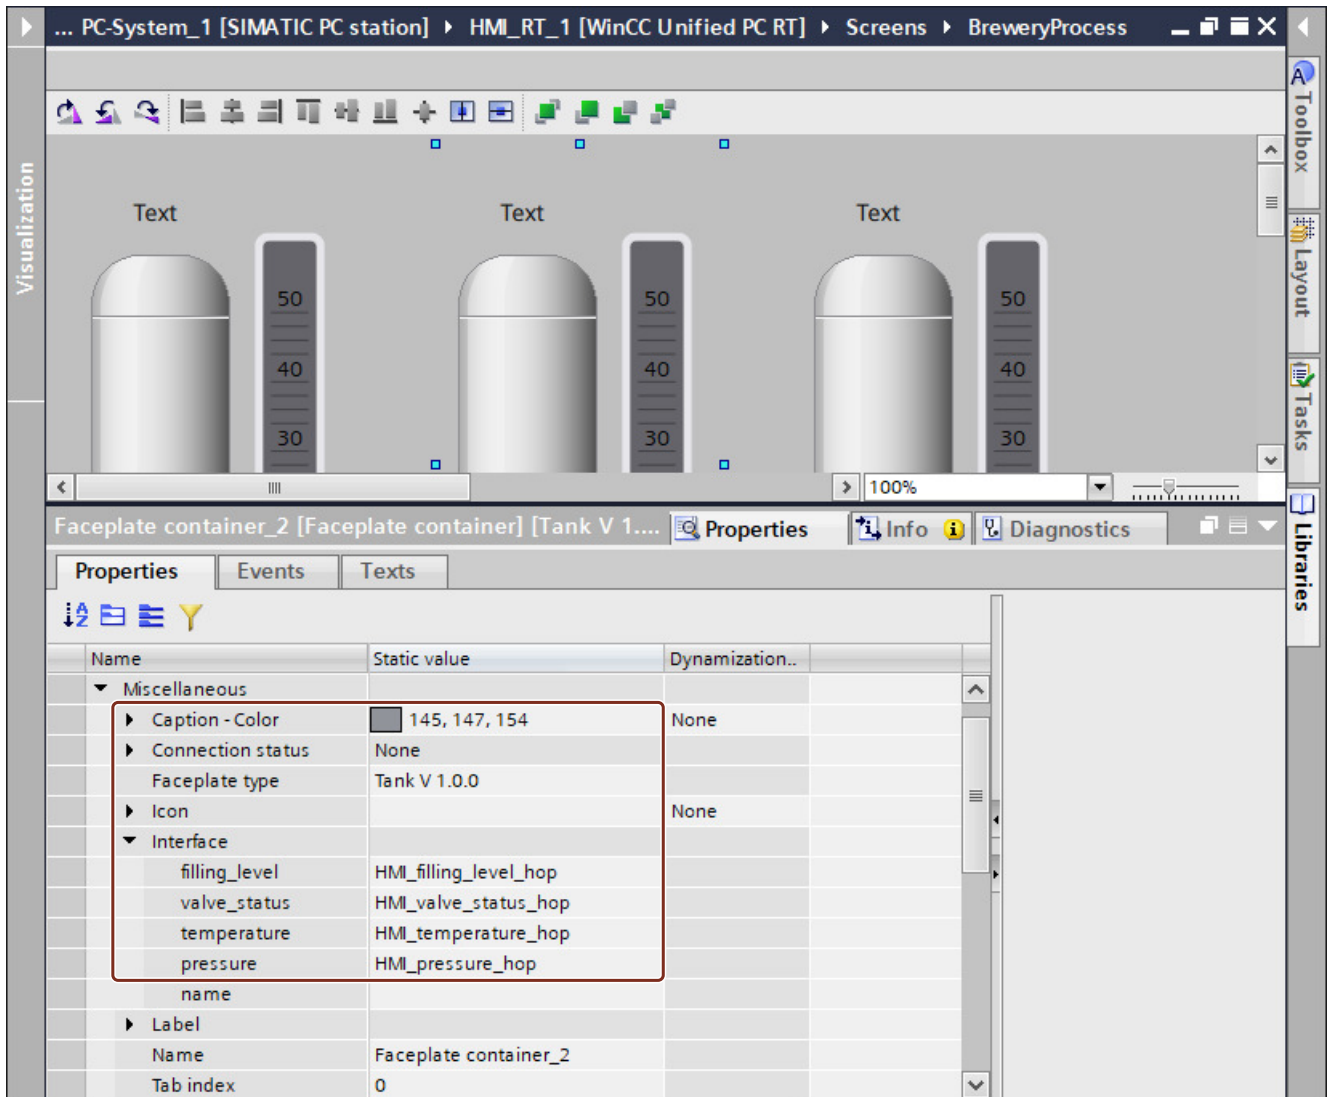 ... PC-System_1 [SIMATIC PC station] ▸ HMI_RT_1 [WinCC Unified PC RT] ▸ Screens ▸ BreweryProcess
Visualization
Text Text Text
50 50 50
40 40 40
30 30 30
100%
Toolbox
Layout
Tasks
Libraries
Faceplate container_2 [Faceplate container] [Tank V 1.... Properties Info Diagnostics
Properties Events Texts
Name Static value Dynamization..
Miscellaneous
Caption - Color 145, 147, 154 None
Connection status None
Faceplate type Tank V 1.0.0
Icon None
Interface
filling_level HMI_filling_level_hop
valve_status HMI_valve_status_hop
temperature HMI_temperature_hop
pressure HMI_pressure_hop
name
Label
Name Faceplate container_2
Tab index 0